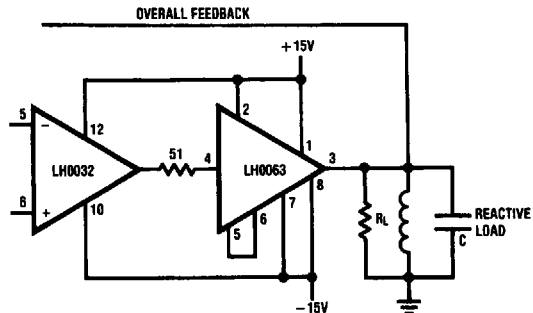 OVERALL FEEDBACK
+15V
5
12
2
1
−
LH0032
51
4
LH0063
3
8
6
+
10
7
6
5
RL
C
REACTIVE
LOAD
−15V